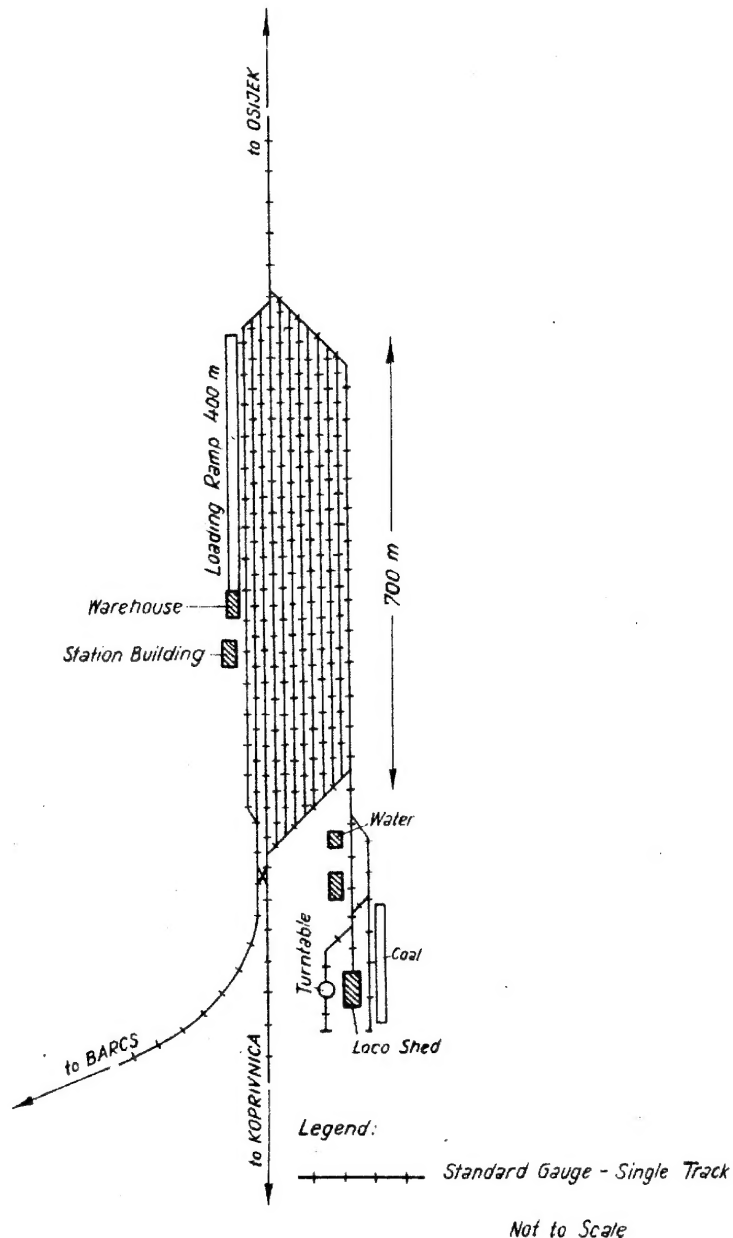 to OSIJEK
Loading Ramp 400 m
700 m
Warehouse
Station Building
Water
Turntable
Coal
Loco Shed
to BARCS
to KOPRIVNICA
Legend:
Standard Gauge - Single Track
Not to Scale